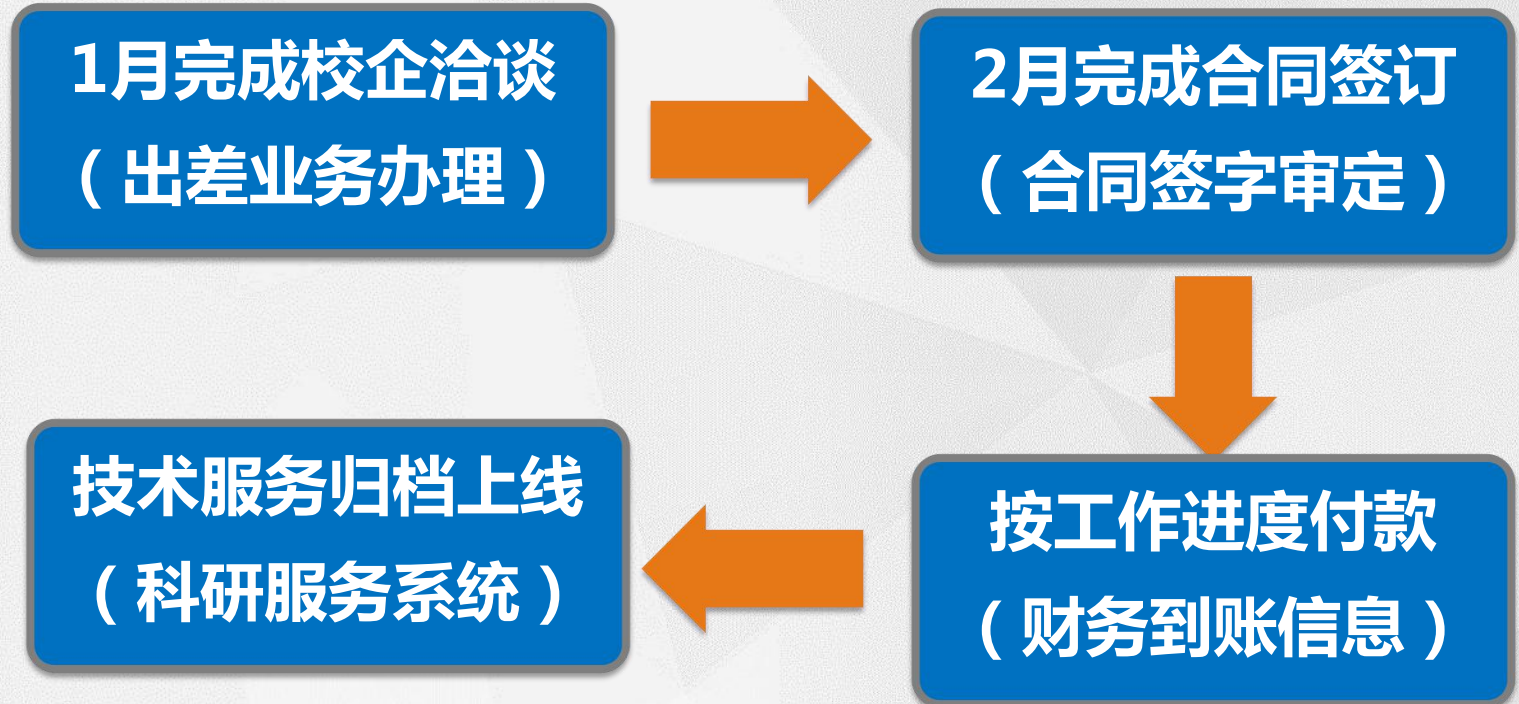 1月完成校企洽谈
（出差业务办理）
2月完成合同签订
（合同签字审定）
按工作进度付款
（财务到账信息）
技术服务归档上线
（科研服务系统）